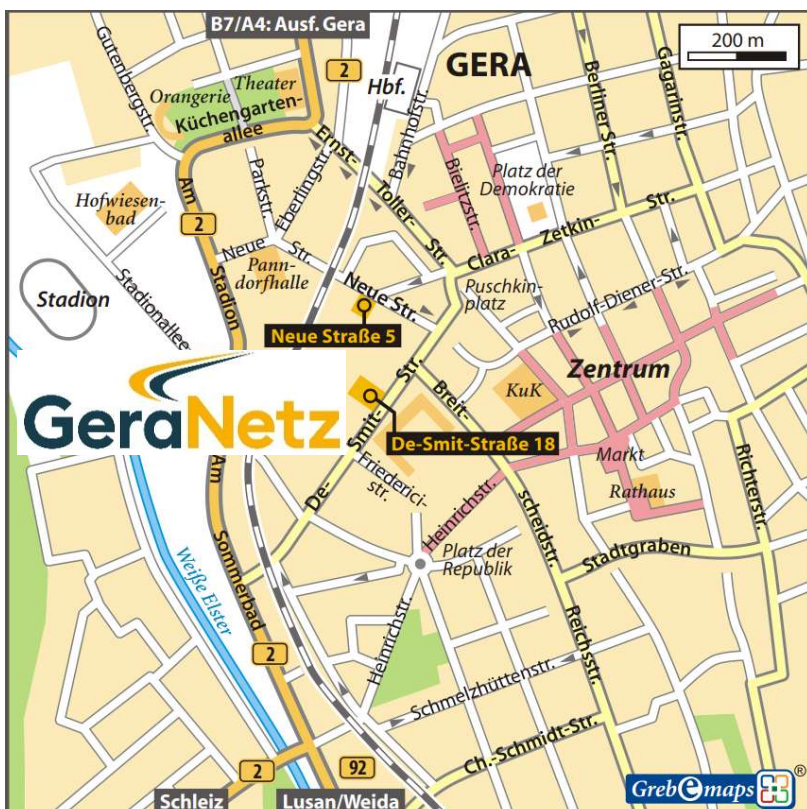 B7/A4: Ausf. Gera
200 m
GERA
2
Hbf.
Gutenbergstr.
Theater
Orangerie
Küchengarten-
allee
Berliner Str.
Gagarinstr.
Bahnhofstr.
Ernst-
Toller-
Str.
Bielitzstr.
Platz der
Demokratie
Parkstr.
Eberlingstr.
Hofwiesen-
bad
Am
2
Stadion
Clara-
Zetkin-
Str.
Neue
Str.
Pann-
dorfhalle
Stadion
Stadionallee
Neue Str.
Puschkin-
platz
Rudolf-Diener-Str.
Neue Straße 5
Zentrum
KuK
GeraNetz
De-Smit-Straße 18
De-
Smit-
Str.
Breit-
scheidstr.
Markt
Rathaus
Richterstr.
Friederici-
str.
Heinrichstr.
Am
Sommerbad
Weiße Elster
Platz der
Republik
Stadtgraben
Heinrichstr.
Reichsstr.
2
Schmelzhüttenstr.
Ch.-Schmidt-Str.
2
92
Schleiz
Lusan/Weida
Grebemaps®